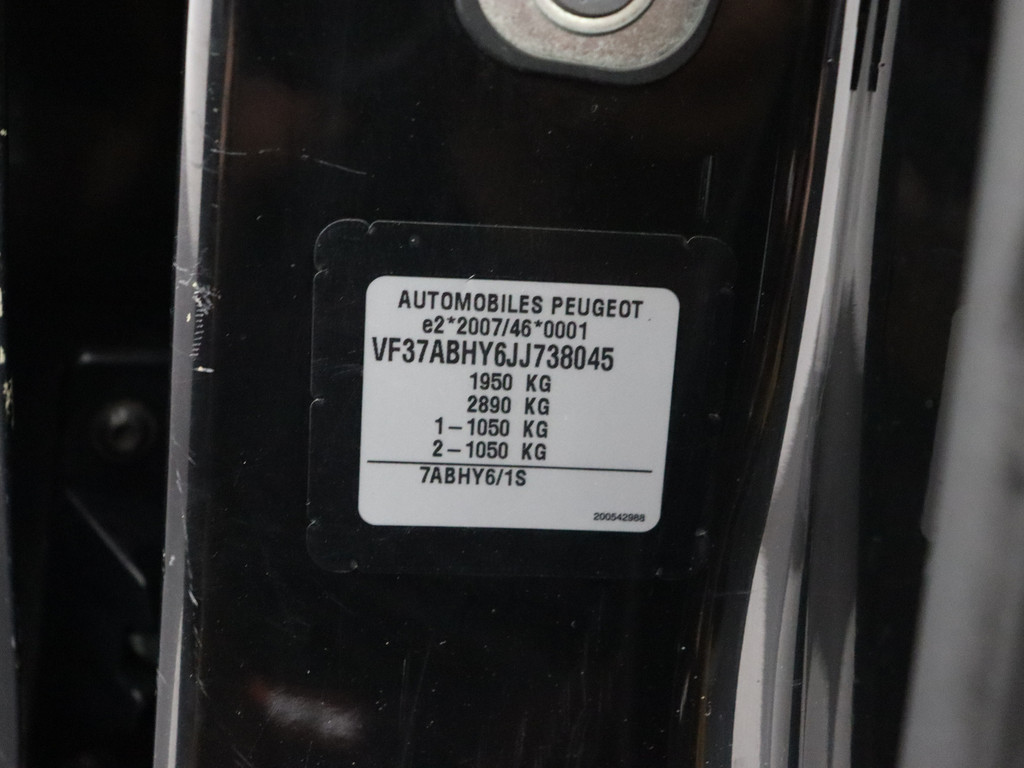 AUTOMOBILES PEUGEOT
e2*2007/46*0001
VF37ABHY6JJ738045
1950 KG
2890 KG
1-1050 KG
2-1050 KG
7ABHY6/1S
200542988